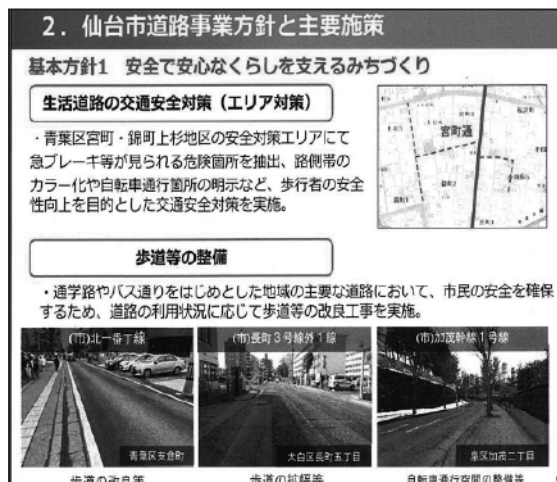 2．仙台市道路事業方針と主要施策
基本方針1 安全で安心なくらしを支えるみちづくり
生活道路の交通安全対策（エリア対策）
・青葉区宮町・錦町上杉地区の安全対策エリアにて
急ブレーキ等が見られる危険箇所を抽出、路側帯の
カラー化や自転車通行箇所の明示など、歩行者の安全
性向上を目的とした交通安全対策を実施。
宮町通
歩道等の整備
・通学路やバス通りをはじめとした地域の主要な道路において、市民の安全を確保
するため、道路の利用状況に応じて歩道等の改良工事を実施。
(市)北一番丁線
(市)長町3号線外1線
(市)加茂幹線1号線
青葉区支倉町
太白区長町五丁目
泉区加茂二丁目
歩道の改良等
歩道の拡幅等
自転車通行空間の整備等